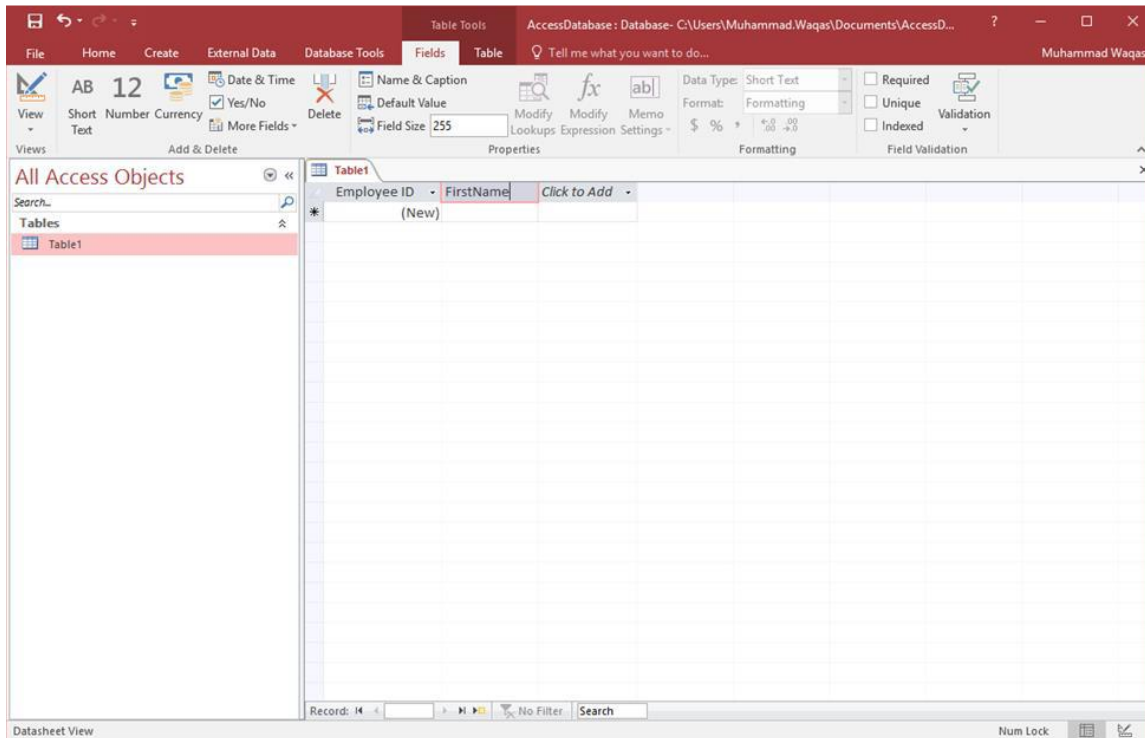 Table Tools AccessDatabase : Database- C:\Users\Muhammad.Waqas\Documents\AccessD... ?
File Home Create External Data Database Tools Fields Table Tell me what you want to do... Muhammad Waqas
View
Views
AB
Short Text
12
Number
Currency
Date & Time
Yes/No
More Fields
Delete
Add & Delete
Name & Caption
Default Value
Field Size 255
Modify Lookups
fx
Modify Expression
ab
Memo Settings
Properties
Data Type: Short Text
Format: Formatting
$ % ,
Formatting
Required
Unique
Indexed
Validation
Field Validation
All Access Objects
Search...
Tables
Table1
Table1
Employee ID FirstName Click to Add
(New)
Record: No Filter Search
Datasheet View Num Lock